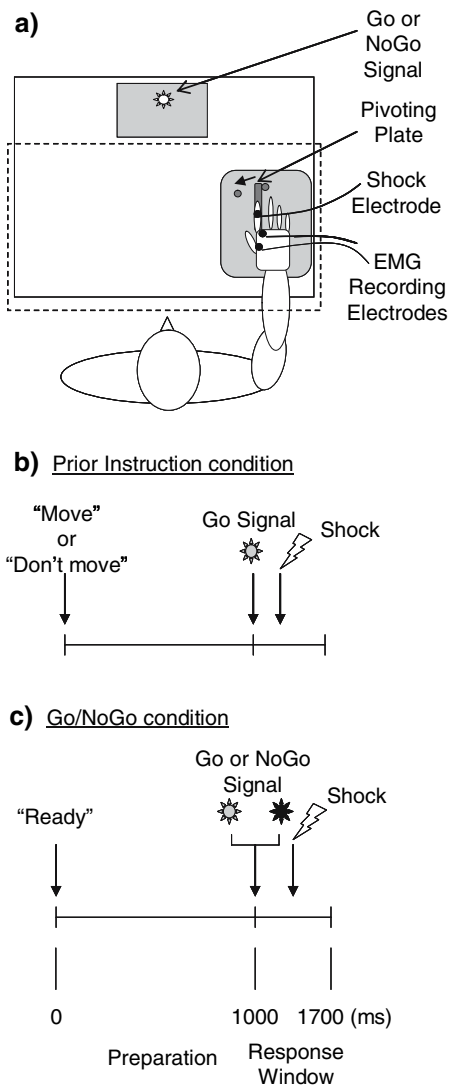 a)
Go or
NoGo
Signal
Pivoting
Plate
Shock
Electrode
EMG
Recording
Electrodes
b) Prior Instruction condition
“Move”
or
“Don’t move”
Go Signal
Shock
c) Go/NoGo condition
Go or NoGo
Signal
“Ready”
Shock
0 1000 1700 (ms)
Preparation Response
Window